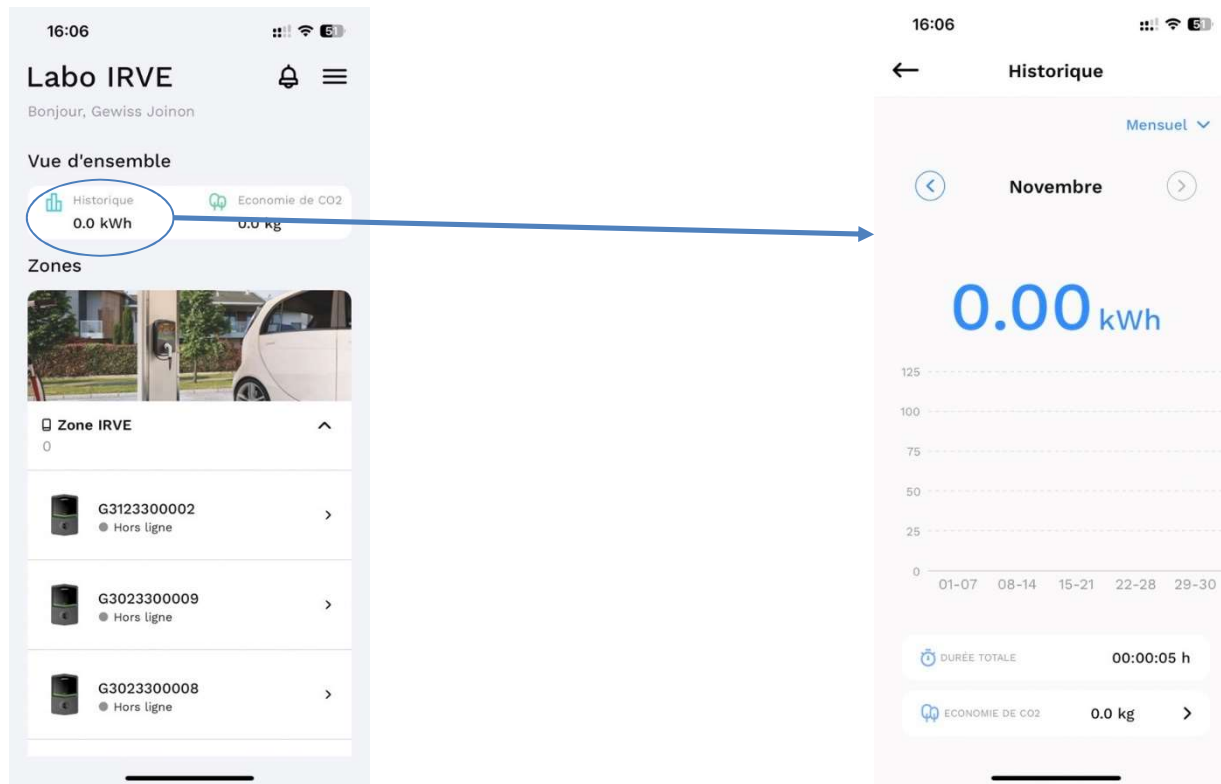 16:06
51
Labo IRVE
Bonjour, Gewiss Joinon
Vue d'ensemble
Historique
0.0 kWh
Economie de CO2
0.0 kg
Zones
Zone IRVE
0
G3123300002
Hors ligne
G3023300009
Hors ligne
G3023300008
Hors ligne
16:06
51
Historique
Mensuel
Novembre
0.00 kWh
125
100
75
50
25
0
01-07 08-14 15-21 22-28 29-30
DURÉE TOTALE 00:00:05 h
ECONOMIE DE CO2 0.0 kg